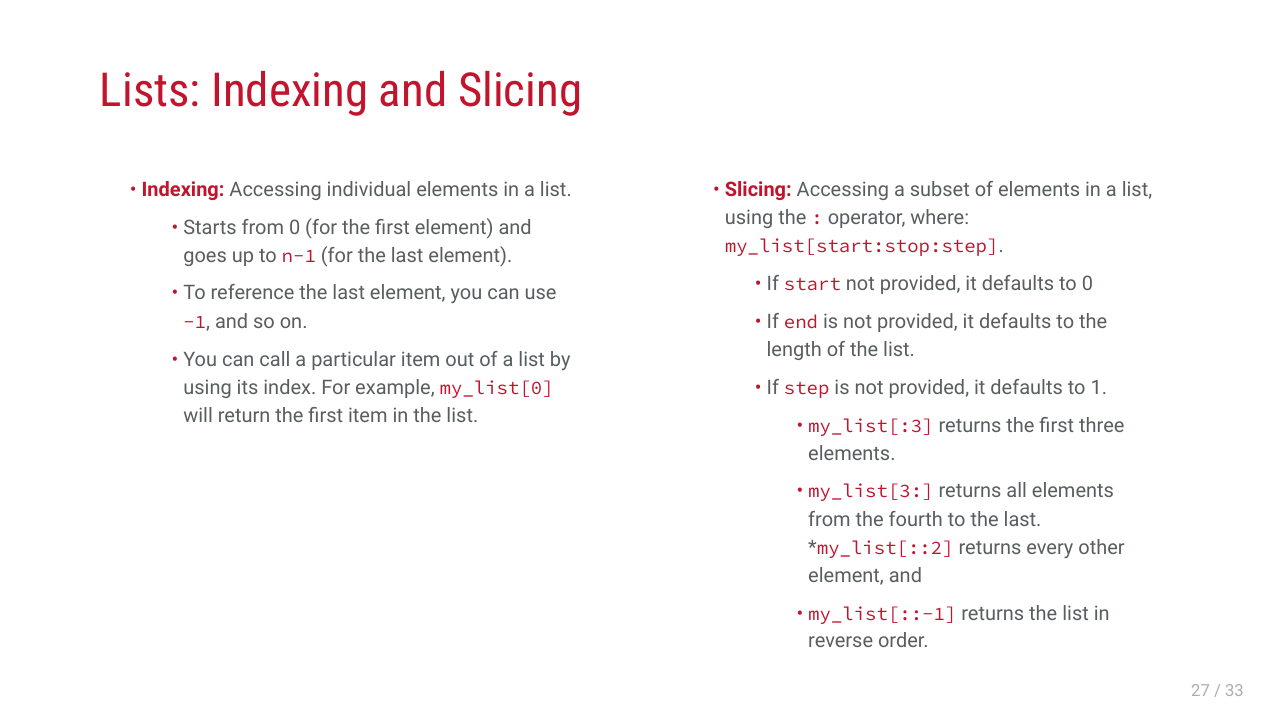 Lists: Indexing and Slicing
• Indexing: Accessing individual elements in a list.
• Starts from 0 (for the first element) and
goes up to n-1 (for the last element).
• To reference the last element, you can use
-1, and so on.
• You can call a particular item out of a list by
using its index. For example, my_list[0]
will return the first item in the list.
• Slicing: Accessing a subset of elements in a list,
using the : operator, where:
my_list[start:stop:step].
• If start not provided, it defaults to 0
• If end is not provided, it defaults to the
length of the list.
• If step is not provided, it defaults to 1.
• my_list[:3] returns the first three
elements.
• my_list[3:] returns all elements
from the fourth to the last.
*my_list[::2] returns every other
element, and
• my_list[::-1] returns the list in
reverse order.
27 / 33